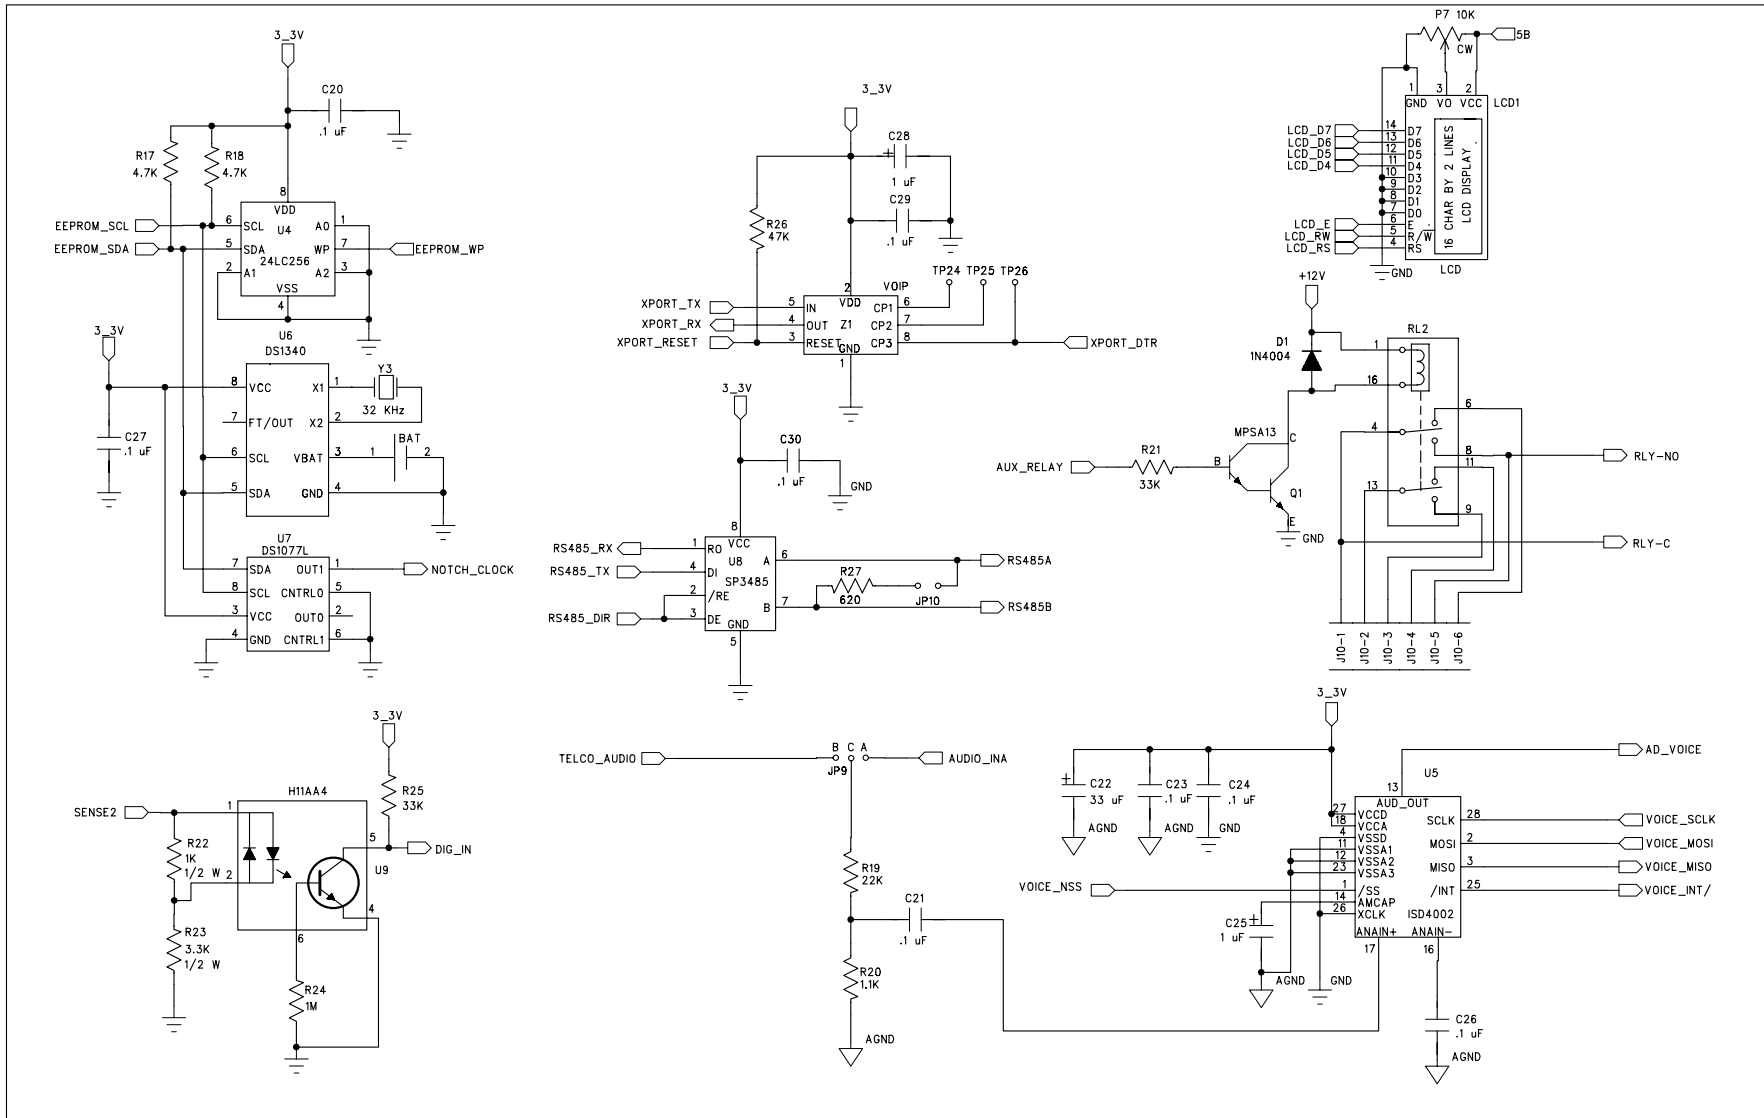 3_3V
C20
.1 uF
R17
4.7K
R18
4.7K
8
VDD
U4
EEPROM_SCL
6
SCL
A0
1
EEPROM_SDA
5
SDA
WP
7
EEPROM_WP
24LC256
2
A1
A2
3
VSS
4
3_3V
U6
DS1340
8
VCC
X1
1
Y3
32 KHz
7
FT/OUT
X2
2
C27
.1 uF
6
SCL
VBAT
3
1
BAT
2
5
SDA
GND
4
U7
DS1077L
7
SDA
OUT1
1
NOTCH_CLOCK
8
SCL
CNTRL0
5
3
VCC
OUT0
2
4
GND
CNTRL1
6
3_3V
C28
+
1 uF
C29
.1 uF
R26
47K
TP24
TP25
TP26
2
VDD
VOIP
XPORT_TX
5
IN
CP1
6
XPORT_RX
4
OUT
Z1
CP2
7
XPORT_RESET
3
RESET
CP3
8
XPORT_DTR
GND
1
3_3V
C30
.1 uF
GND
8
VCC
RS485_RX
1
RO
U8
A
6
RS485A
RS485_TX
4
DI
SP3485
R27
620
JP10
2
/RE
B
7
RS485B
RS485_DIR
3
DE
GND
5
P7 10K
CW
5B
1
3
2
GND
VO
VCC
LCD1
LCD_D7
14
D7
LCD_D6
13
D6
LCD_D5
12
D5
LCD_D4
11
D4
10
D3
9
D2
8
D1
7
D0
LCD_E
6
E
LCD_RW
5
R/W
LCD_RS
4
RS
16 CHAR BY 2 LINES
LCD DISPLAY
GND
LCD
+12V
D1
1N4004
RL2
1
16
6
4
8
11
13
9
MPSA13
C
AUX_RELAY
R21
33K
B
Q1
E
GND
RLY-NO
RLY-C
J10-1
J10-2
J10-3
J10-4
J10-5
J10-6
3_3V
R25
33K
H11AA4
SENSE2
1
5
DIG_IN
R22
1K
1/2 W
2
U9
4
R23
3.3K
1/2 W
6
R24
1M
TELCO_AUDIO
B C A
JP9
AUDIO_INA
R19
22K
C21
.1 uF
R20
1.1K
AGND
3_3V
AD_VOICE
U5
+
C22
33 uF
C23
.1 uF
C24
.1 uF
AGND
AGND
GND
13
AUD_OUT
27
VCCD
18
VCCA
4
VSSD
11
VSSA1
12
VSSA2
23
VSSA3
VOICE_NSS
1
/SS
14
AMCAP
26
XCLK
SCLK
28
VOICE_SCLK
MOSI
2
VOICE_MOSI
MISO
3
VOICE_MISO
/INT
25
VOICE_INT/
ISD4002
ANAIN+
ANAIN-
17
16
C25
+
1 uF
AGND
GND
C26
.1 uF
AGND